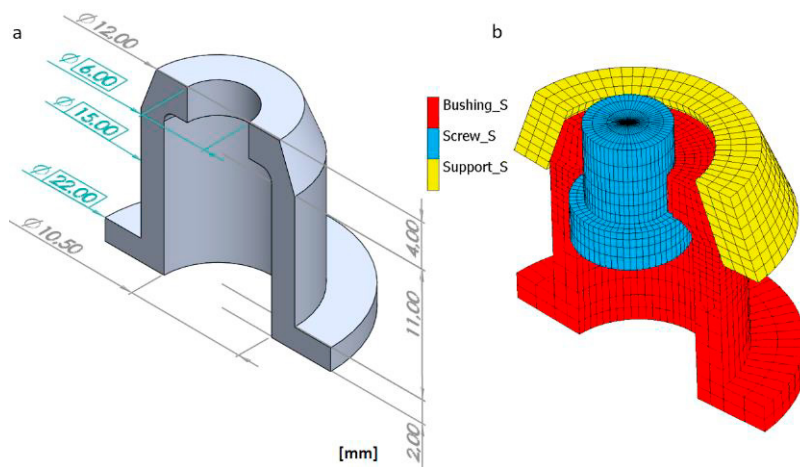 a
⌀12,00
⌀6.00
⌀15.00
⌀22.00
⌀10,50
4,00
11,00
2,00
[mm]
b
Bushing_S
Screw_S
Support_S